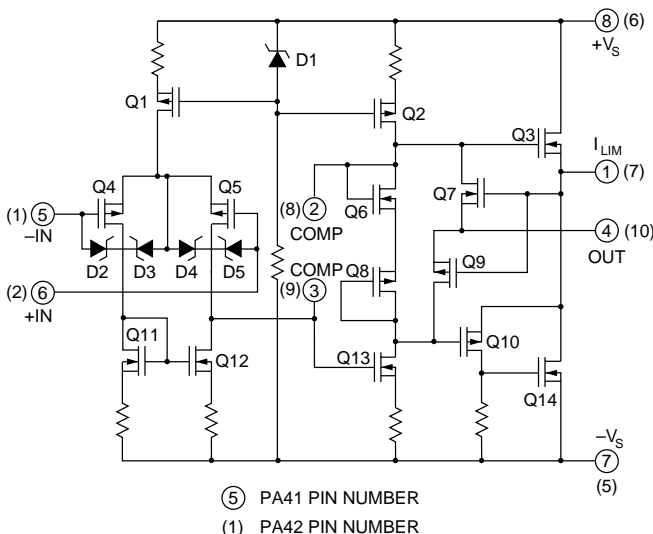 8 (6)
+VS
D1
Q1
Q2
Q3
ILIM
1 (7)
Q4
Q5
Q7
(1) 5
–IN
(8) 2
COMP
Q6
4 (10)
OUT
D2
D3
D4
D5
COMP
(9) 3
Q8
Q9
(2) 6
+IN
Q11
Q12
Q13
Q10
Q14
–VS
7
(5)
5 PA41 PIN NUMBER
(1) PA42 PIN NUMBER